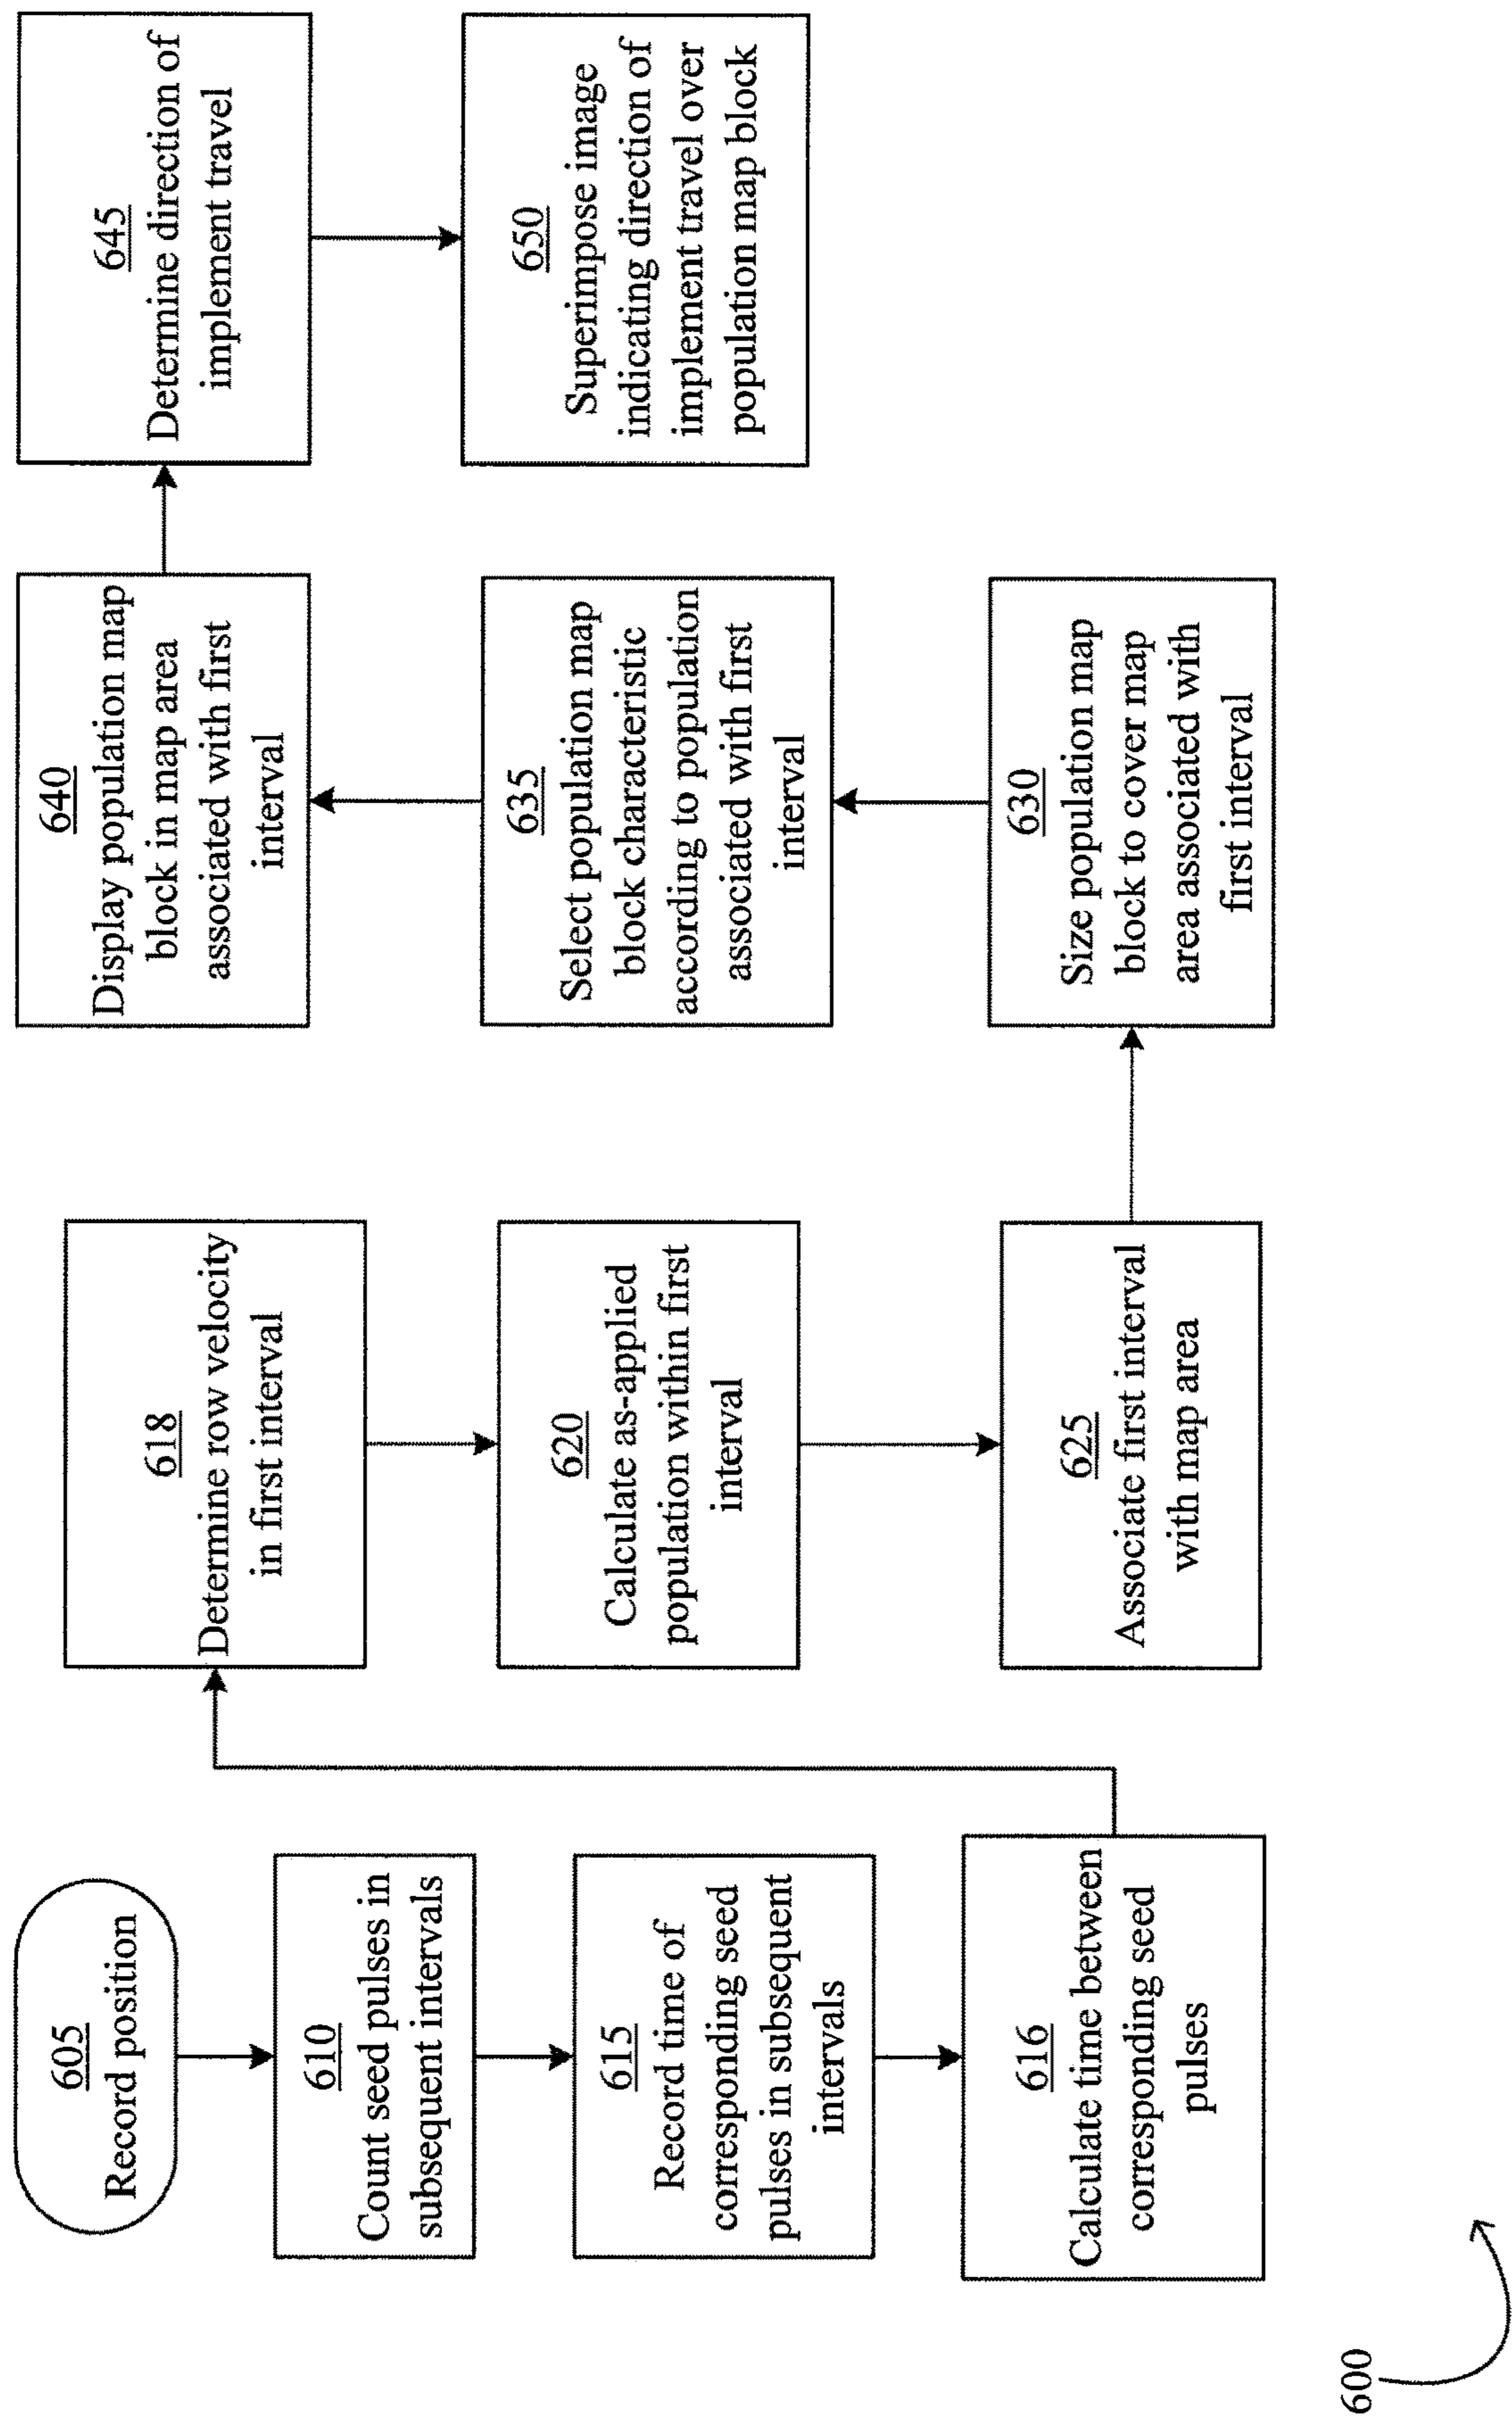 605
Record position
610
Count seed pulses in
subsequent intervals
615
Record time of
corresponding seed
pulses in subsequent
intervals
616
Calculate time between
corresponding seed
pulses
618
Determine row velocity
in first interval
620
Calculate as-applied
population within first
interval
625
Associate first interval
with map area
630
Size population map
block to cover map
area associated with
first interval
635
Select population map
block characteristic
according to population
associated with first
interval
640
Display population map
block in map area
associated with first
interval
645
Determine direction of
implement travel
650
Superimpose image
indicating direction of
implement travel over
population map block
600